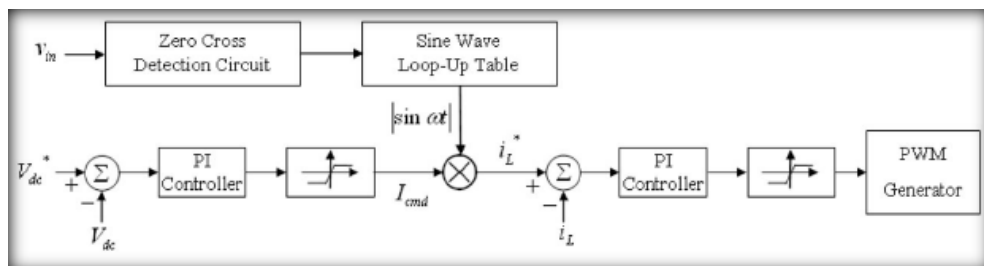 v_in
Zero Cross
Detection Circuit
Sine Wave
Loop-Up Table
|sin ωt|
V_dc*
+
−
Σ
V_dc
PI
Controller
I_cmd
i_L*
+
−
Σ
i_L
PI
Controller
PWM
Generator